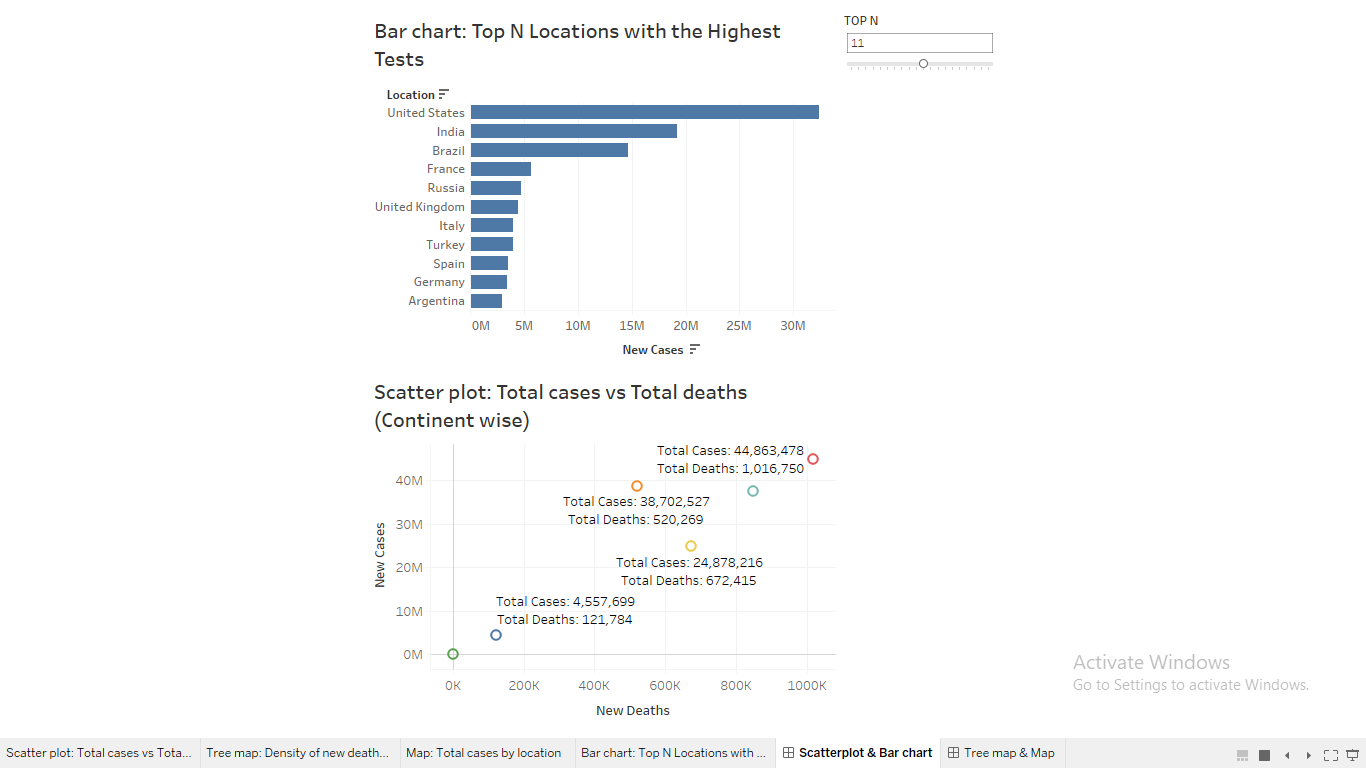 Bar chart: Top N Locations with the Highest
Tests
TOP N
11
Location
United States
India
Brazil
France
Russia
United Kingdom
Italy
Turkey
Spain
Germany
Argentina
0M 5M 10M 15M 20M 25M 30M
New Cases
Scatter plot: Total cases vs Total deaths
(Continent wise)
Total Cases: 44,863,478
Total Deaths: 1,016,750
Total Cases: 38,702,527
Total Deaths: 520,269
Total Cases: 24,878,216
Total Deaths: 672,415
Total Cases: 4,557,699
Total Deaths: 121,784
New Cases
40M
30M
20M
10M
0M
0K 200K 400K 600K 800K 1000K
New Deaths
Activate Windows
Go to Settings to activate Windows.
Scatter plot: Total cases vs Tota... Tree map: Density of new death... Map: Total cases by location Bar chart: Top N Locations with ... Scatterplot & Bar chart Tree map & Map